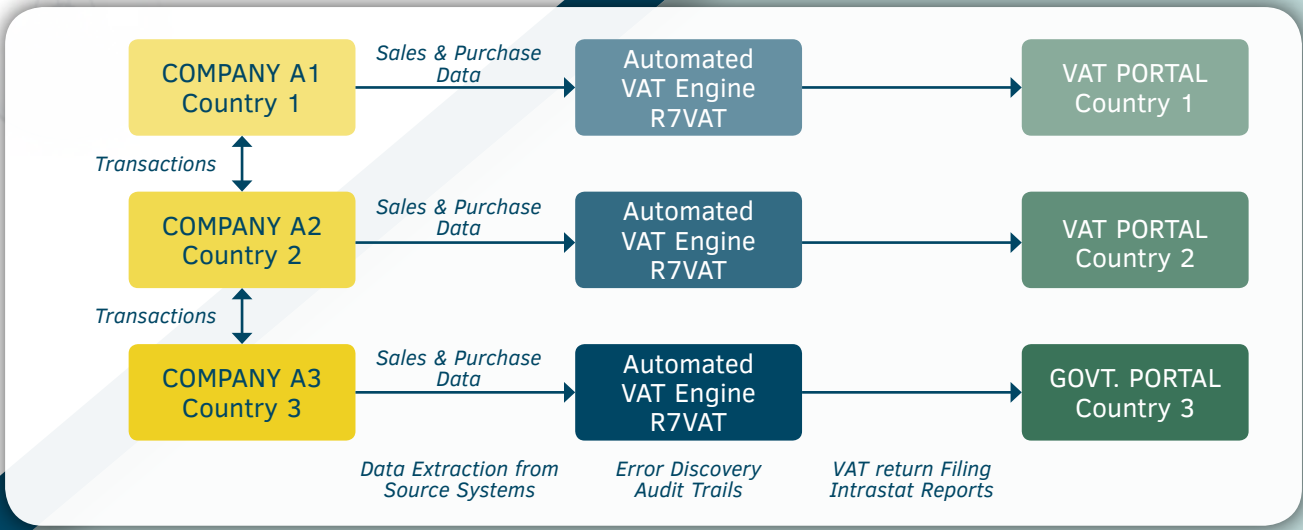 COMPANY A1
Country 1
Sales & Purchase
Data
Automated
VAT Engine
R7VAT
VAT PORTAL
Country 1
Transactions
COMPANY A2
Country 2
Sales & Purchase
Data
Automated
VAT Engine
R7VAT
VAT PORTAL
Country 2
Transactions
COMPANY A3
Country 3
Sales & Purchase
Data
Automated
VAT Engine
R7VAT
GOVT. PORTAL
Country 3
Data Extraction from
Source Systems
Error Discovery
Audit Trails
VAT return Filing
Intrastat Reports